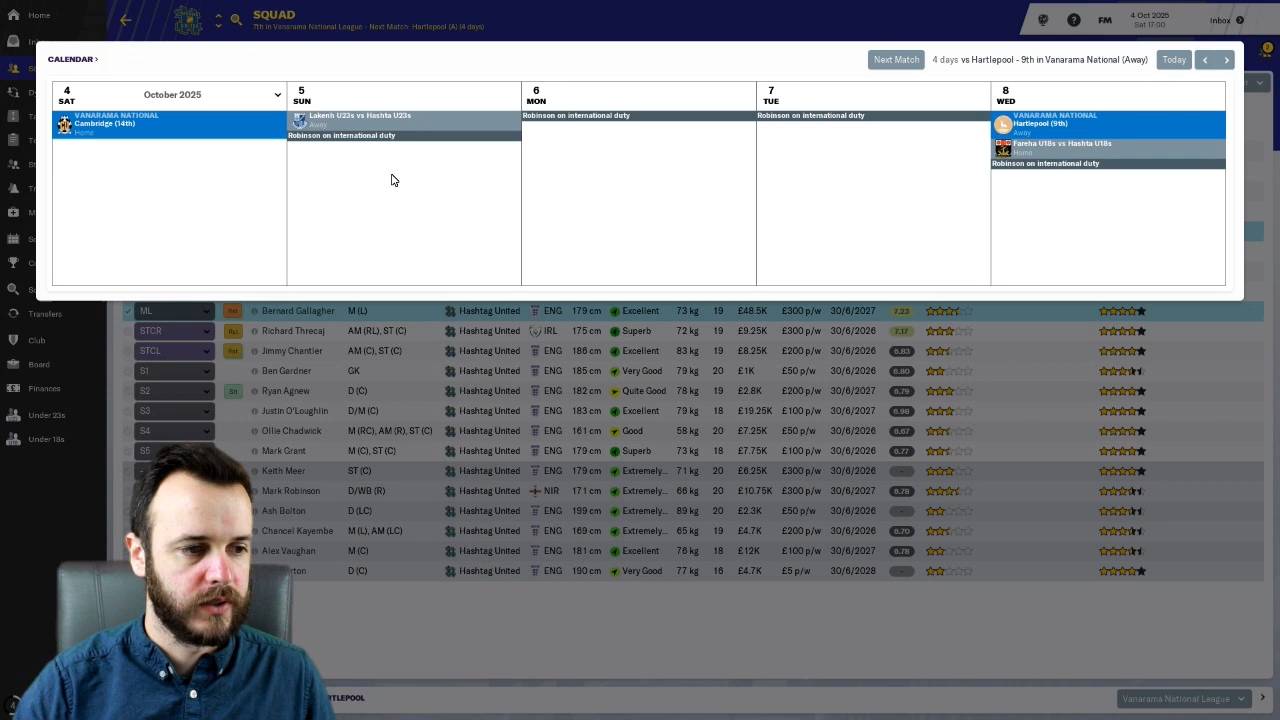 Home
SQUAD
7th in Vanarama National League - Next Match: Hartlepool (A) (4 days)
?
FM
4 Oct 2025
Sat 17:00
Inbox
CALENDAR ›
Next Match
4 days vs Hartlepool - 9th in Vanarama National (Away)
Today
4
SAT
October 2025
5
SUN
6
MON
7
TUE
8
WED
VANARAMA NATIONAL
Cambridge (14th)
Home
Lakenh U23s vs Hashta U23s
Away
Robinson on international duty
Robinson on international duty
Robinson on international duty
VANARAMA NATIONAL
Hartlepool (9th)
Away
Fareha U18s vs Hashta U18s
Home
Robinson on international duty
Transfers
Club
Board
Finances
Under 23s
Under 18s
ML Bernard Gallagher M (L) Hashtag United ENG 179 cm Excellent 73 kg 19 £48.5K £300 p/w 30/6/2027 7.23
STCR Richard Threcaj AM (RL), ST (C) Hashtag United IRL 175 cm Superb 72 kg 19 £9.25K £300 p/w 30/6/2027 7.17
STCL Jimmy Chantler AM (C), ST (C) Hashtag United ENG 186 cm Excellent 83 kg 19 £8.25K £200 p/w 30/6/2026 6.83
S1 Ben Gardner GK Hashtag United ENG 185 cm Very Good 79 kg 20 £1K £50 p/w 30/6/2026 6.80
S2 Ryan Agnew D (C) Hashtag United ENG 182 cm Quite Good 78 kg 19 £2.8K £200 p/w 30/6/2026 6.79
S3 Justin O'Loughlin D/M (C) Hashtag United ENG 183 cm Excellent 79 kg 18 £19.25K £100 p/w 30/6/2026 6.98
S4 Ollie Chadwick M (RC), AM (R), ST (C) Hashtag United ENG 161 cm Good 58 kg 20 £7.25K £50 p/w 30/6/2026 6.67
S5 Mark Grant M (C), ST (C) Hashtag United ENG 179 cm Superb 73 kg 18 £7.75K £100 p/w 30/6/2026 6.77
- Keith Meer ST (C) Hashtag United ENG 179 cm Extremely... 71 kg 20 £6.25K £300 p/w 30/6/2026 -
Mark Robinson D/WB (R) Hashtag United NIR 171 cm Extremely... 66 kg 20 £10.75K £300 p/w 30/6/2026 6.78
Ash Bolton D (LC) Hashtag United ENG 199 cm Extremely... 89 kg 20 £2.3K £50 p/w 30/6/2026 -
Chancel Kayembe M (L), AM (LC) Hashtag United ENG 169 cm Extremely... 65 kg 19 £4.7K £200 p/w 30/6/2026 6.70
Alex Vaughan M (C) Hashtag United ENG 181 cm Excellent 76 kg 18 £12K £100 p/w 30/6/2026 6.78
D (C) Hashtag United ENG 190 cm Very Good 77 kg 16 £4.7K £5 p/w 30/6/2028 -
Vanarama National League